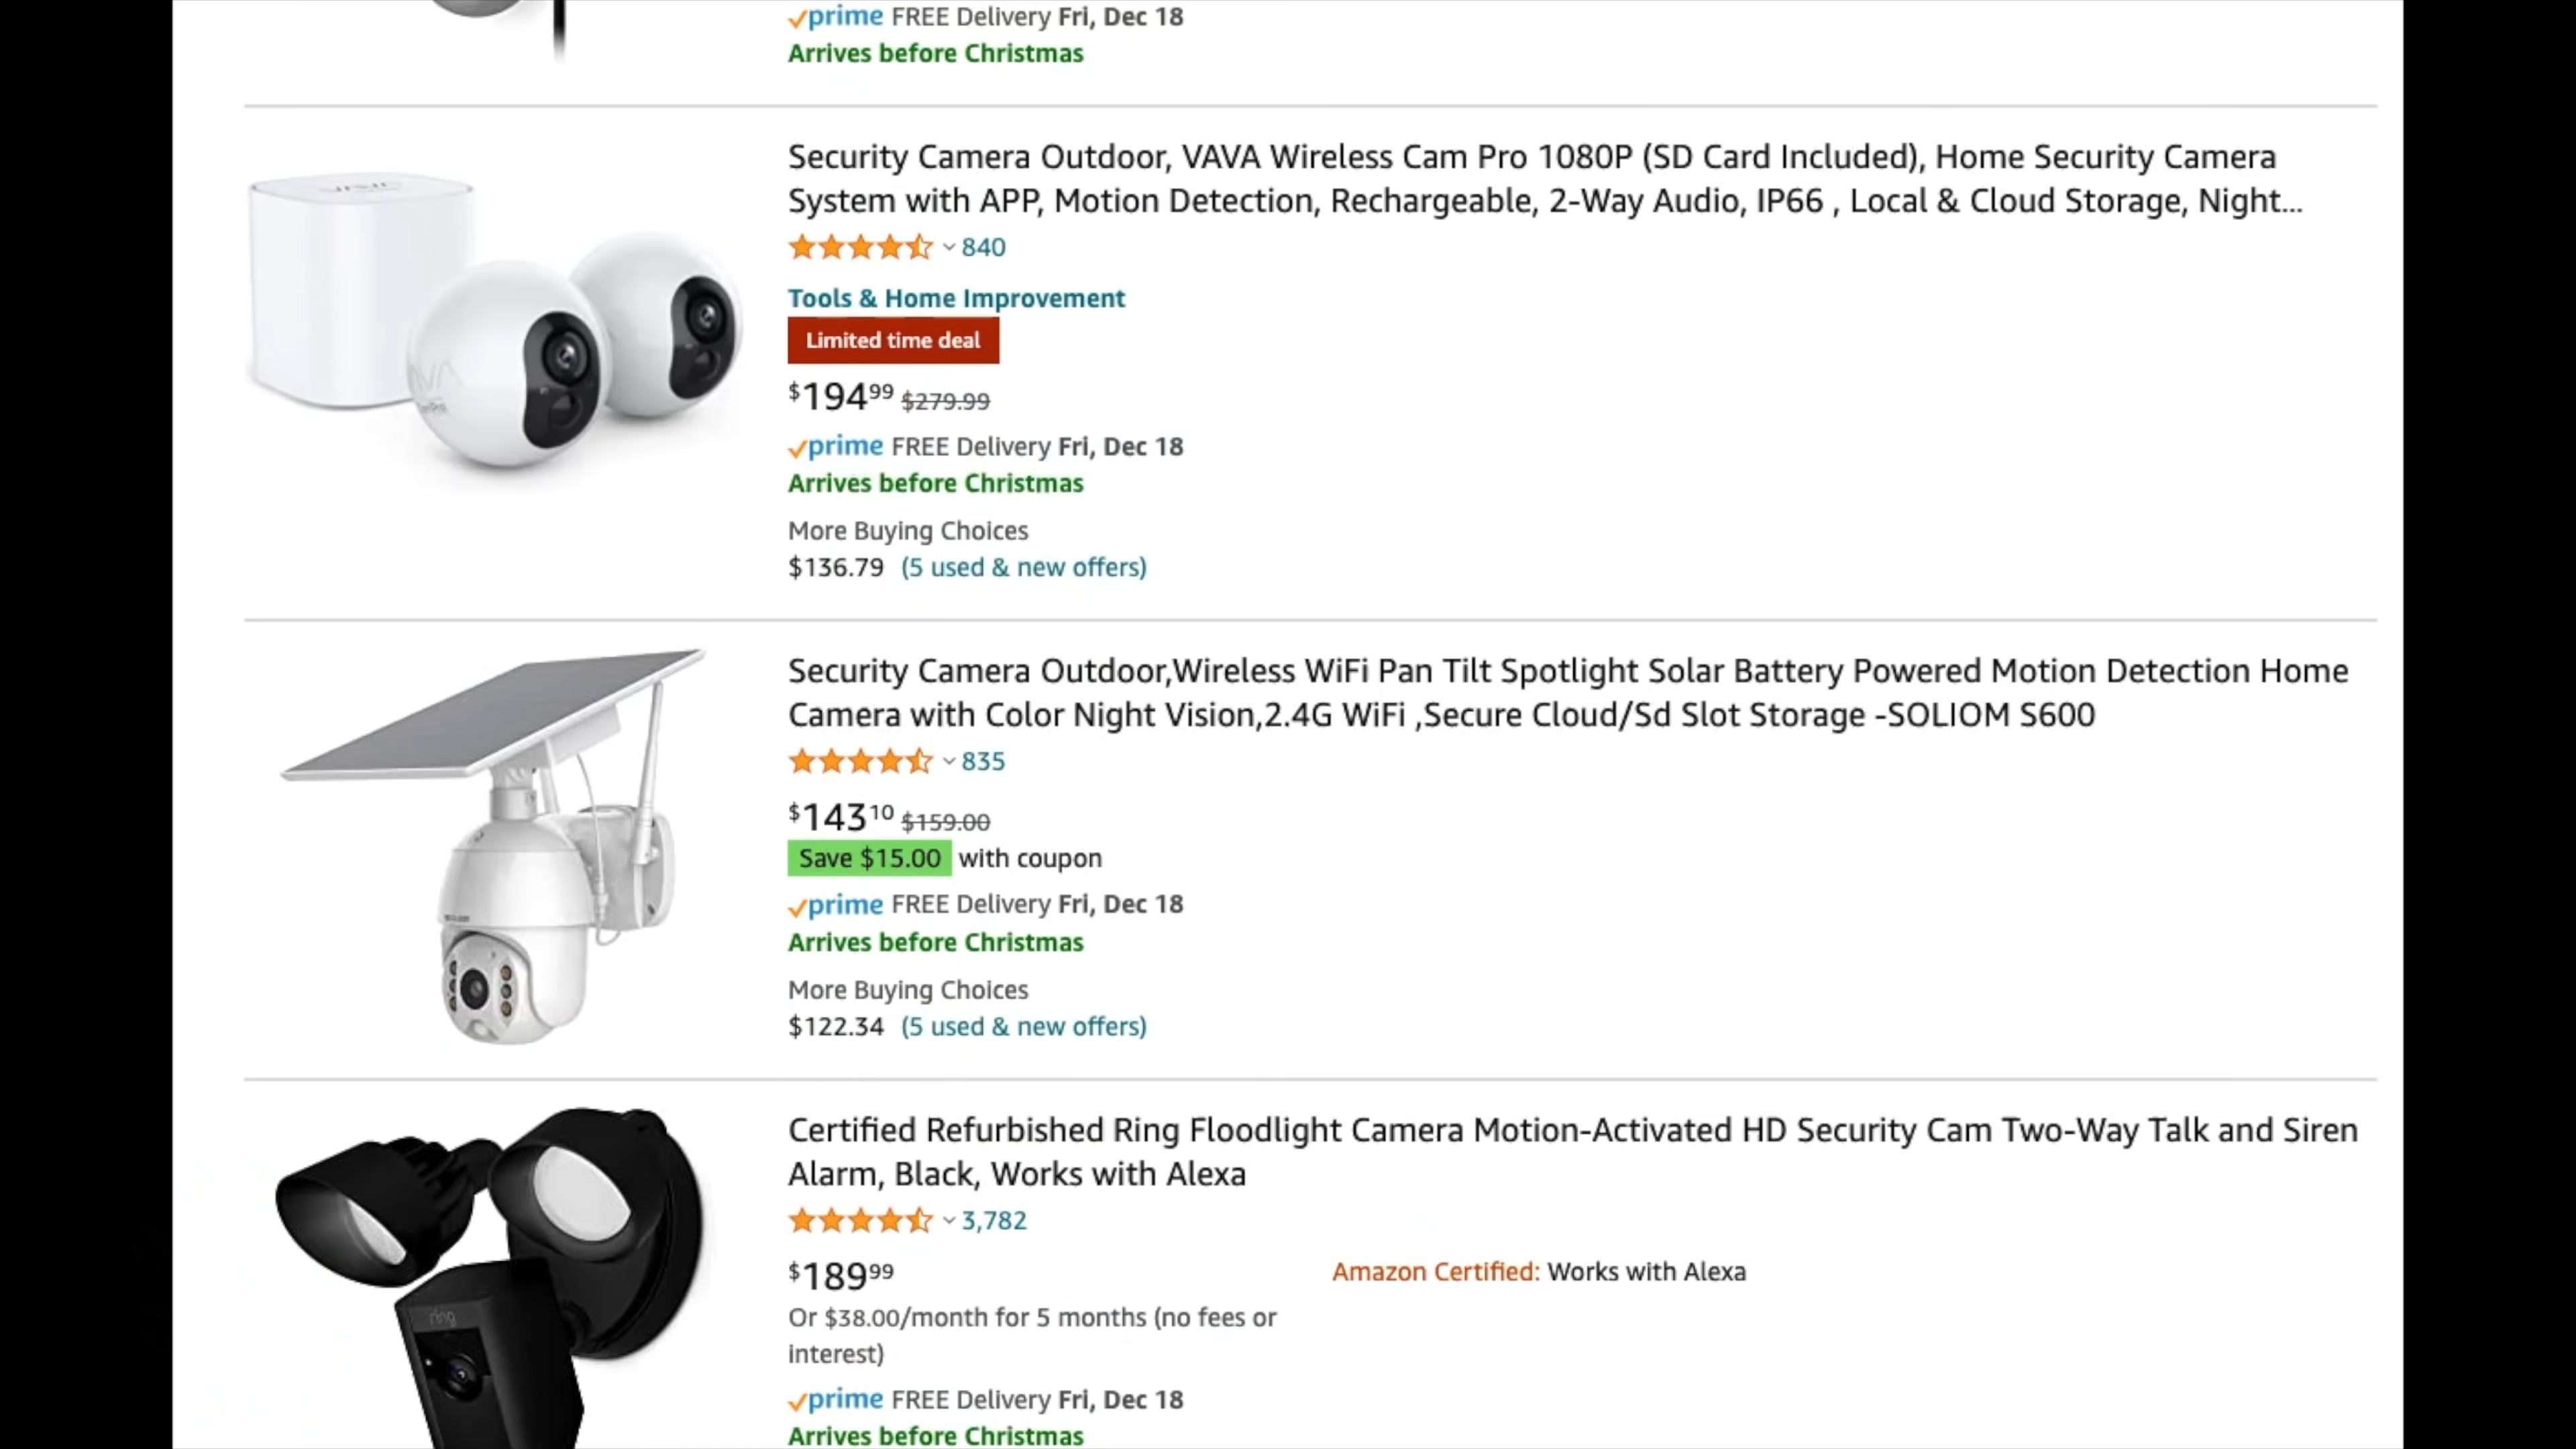 prime FREE Delivery Fri, Dec 18
Arrives before Christmas
Security Camera Outdoor, VAVA Wireless Cam Pro 1080P (SD Card Included), Home Security Camera
System with APP, Motion Detection, Rechargeable, 2-Way Audio, IP66 , Local & Cloud Storage, Night...
840
Tools & Home Improvement
Limited time deal
$194.99 $279.99
prime FREE Delivery Fri, Dec 18
Arrives before Christmas
More Buying Choices
$136.79 (5 used & new offers)
Security Camera Outdoor,Wireless WiFi Pan Tilt Spotlight Solar Battery Powered Motion Detection Home
Camera with Color Night Vision,2.4G WiFi ,Secure Cloud/Sd Slot Storage -SOLIOM S600
835
$143.10 $159.00
Save $15.00 with coupon
prime FREE Delivery Fri, Dec 18
Arrives before Christmas
More Buying Choices
$122.34 (5 used & new offers)
Certified Refurbished Ring Floodlight Camera Motion-Activated HD Security Cam Two-Way Talk and Siren
Alarm, Black, Works with Alexa
3,782
$189.99
Amazon Certified: Works with Alexa
Or $38.00/month for 5 months (no fees or
interest)
prime FREE Delivery Fri, Dec 18
Arrives before Christmas
ring